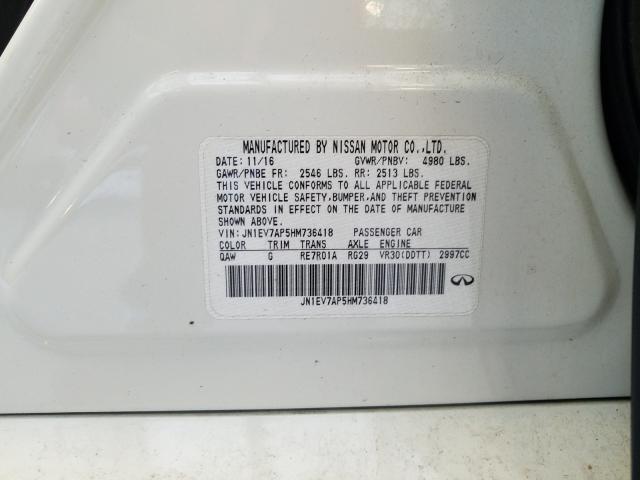 MANUFACTURED BY NISSAN MOTOR CO.,LTD.
DATE: 11/16 GVWR/PNBV: 4980 LBS.
GAWR/PNBE FR: 2546 LBS. RR: 2513 LBS.
THIS VEHICLE CONFORMS TO ALL APPLICABLE FEDERAL
MOTOR VEHICLE SAFETY,BUMPER,AND THEFT PREVENTION
STANDARDS IN EFFECT ON THE DATE OF MANUFACTURE
SHOWN ABOVE.
VIN: JN1EV7AP5HM736418 PASSENGER CAR
COLOR TRIM TRANS AXLE ENGINE
QAW G RE7R01A RG29 VR30(DDTT) 2997CC
JN1EV7AP5HM736418